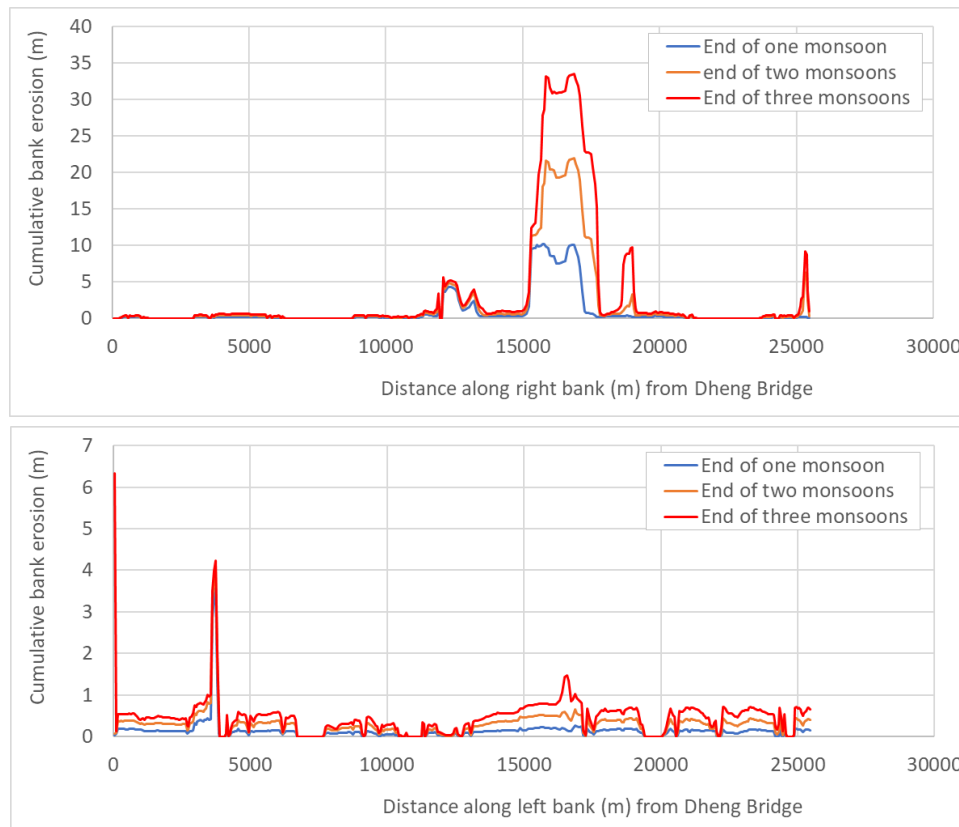 Cumulative bank erosion (m)
40
35
30
25
20
15
10
5
0
End of one monsoon
end of two monsoons
End of three monsoons
0 5000 10000 15000 20000 25000 30000
Distance along right bank (m) from Dheng Bridge
Cumulative bank erosion (m)
7
6
5
4
3
2
1
0
End of one monsoon
End of two monsoons
End of three monsoons
0 5000 10000 15000 20000 25000 30000
Distance along left bank (m) from Dheng Bridge